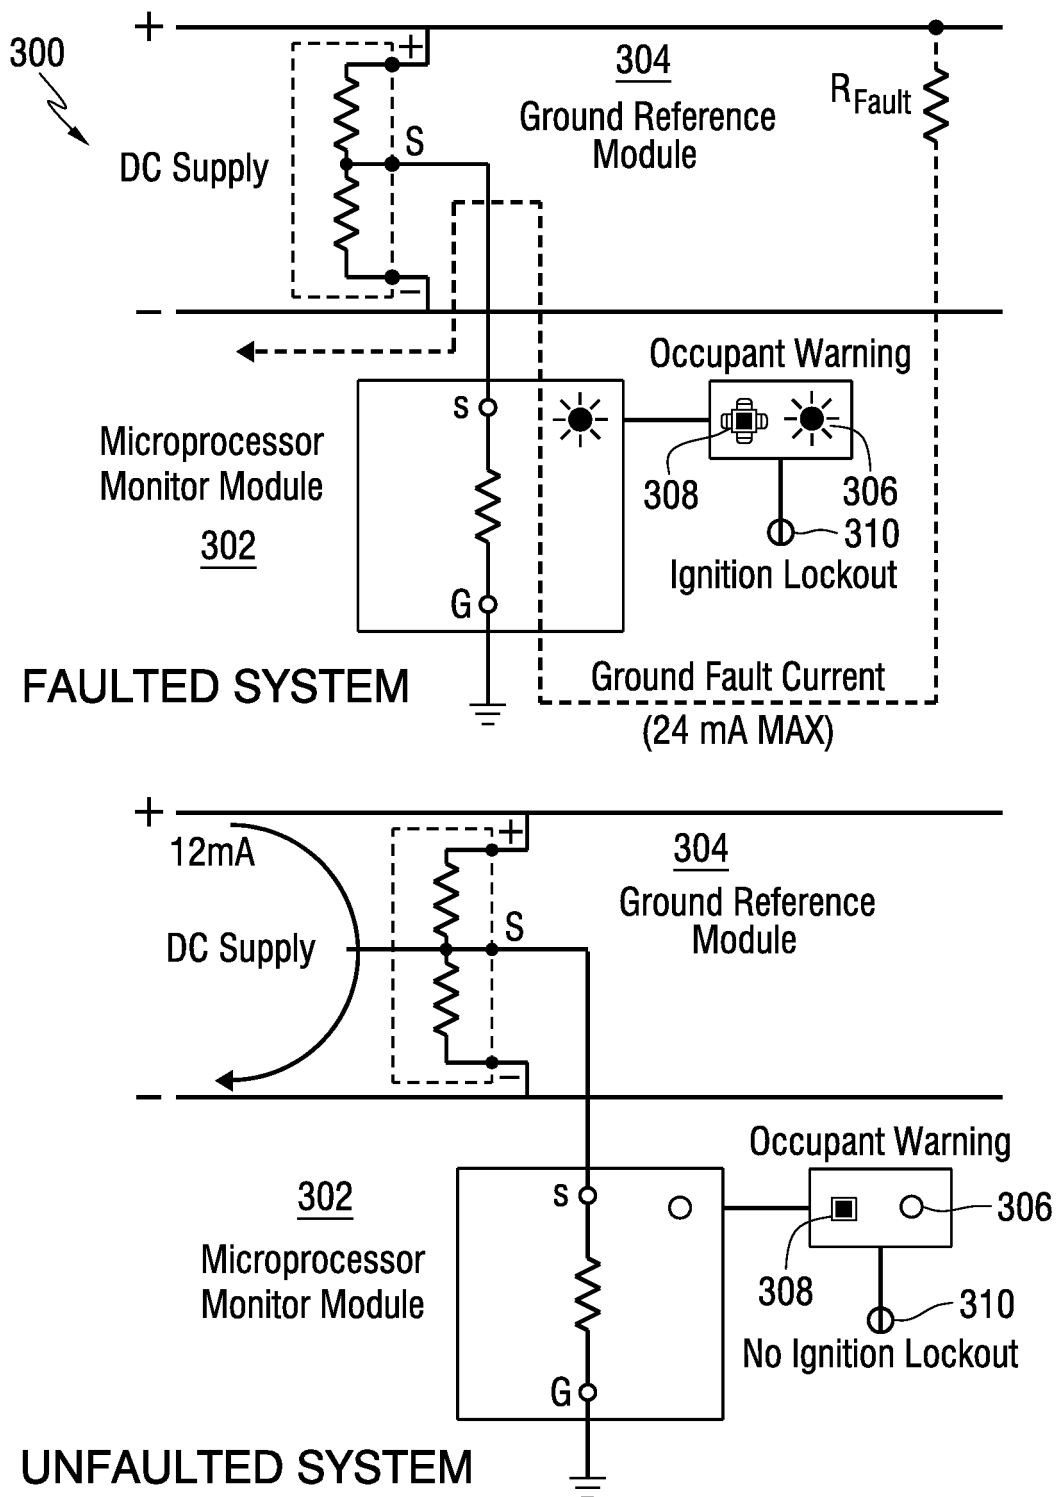 +
300
+
304
Ground Reference
Module
R Fault
DC Supply
S
−
−
Occupant Warning
Microprocessor
Monitor Module
302
s
G
308
306
310
Ignition Lockout
FAULTED SYSTEM
Ground Fault Current
(24 mA MAX)
+
12mA
+
304
Ground Reference
Module
DC Supply
S
−
−
Occupant Warning
302
Microprocessor
Monitor Module
s
G
306
308
310
No Ignition Lockout
UNFAULTED SYSTEM